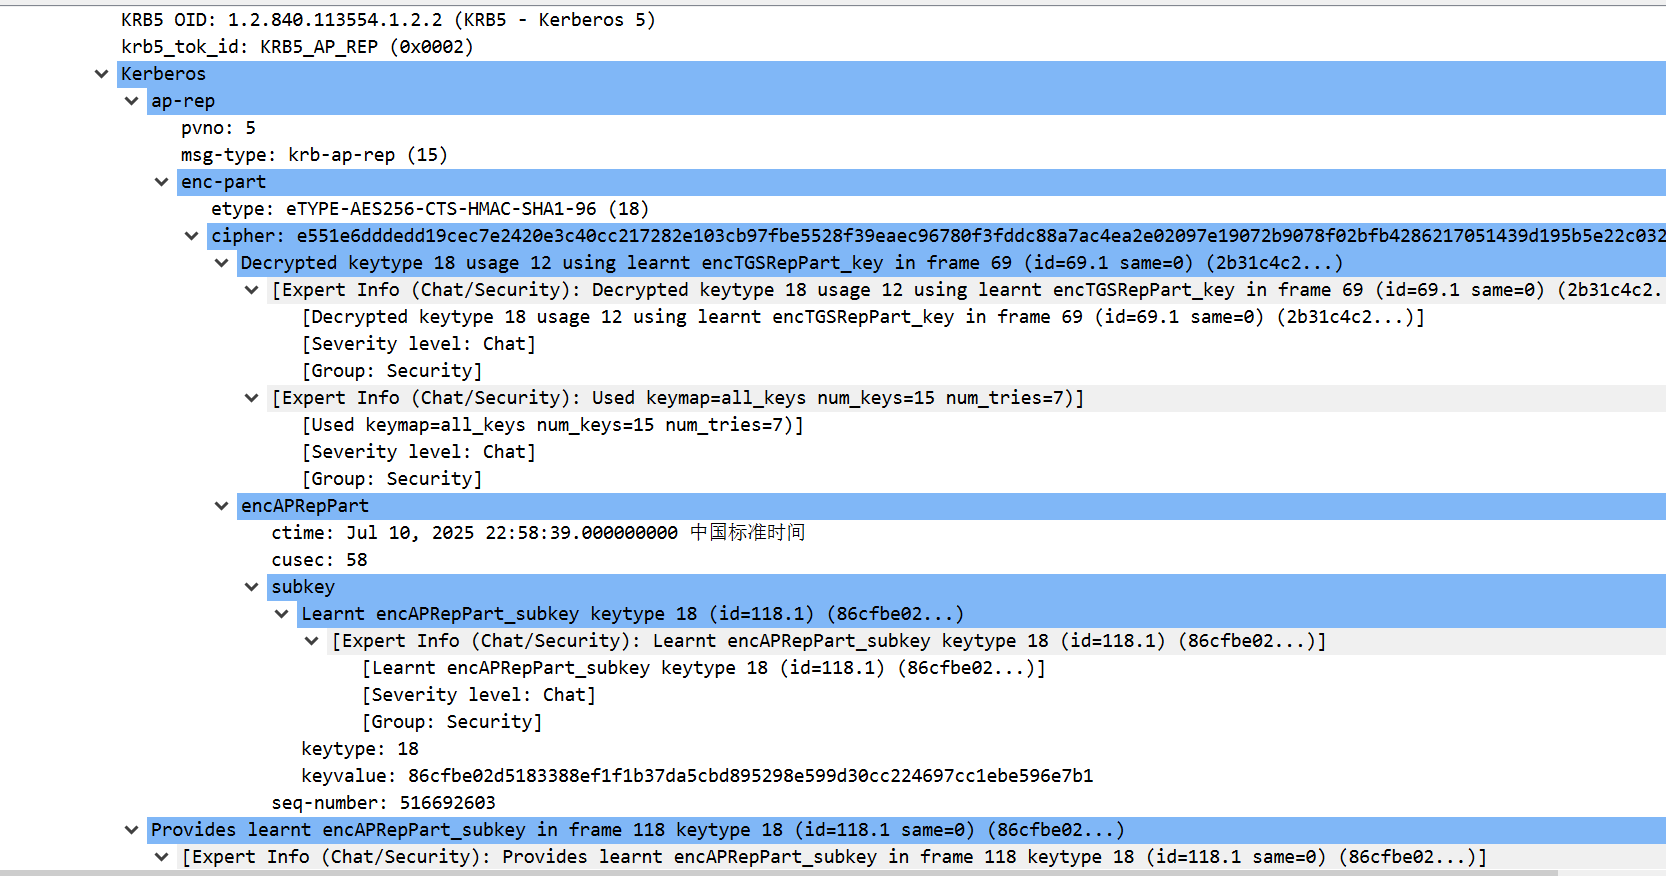 KRB5 OID: 1.2.840.113554.1.2.2 (KRB5 - Kerberos 5)
krb5_tok_id: KRB5_AP_REP (0x0002)
Kerberos
ap-rep
pvno: 5
msg-type: krb-ap-rep (15)
enc-part
etype: eTYPE-AES256-CTS-HMAC-SHA1-96 (18)
cipher: e551e6dddedd19cec7e2420e3c40cc217282e103cb97fbe5528f39eaec96780f3fddc88a7ac4ea2e02097e19072b9078f02bfb4286217051439d195b5e22c032
Decrypted keytype 18 usage 12 using learnt encTGSRepPart_key in frame 69 (id=69.1 same=0) (2b31c4c2...)
[Expert Info (Chat/Security): Decrypted keytype 18 usage 12 using learnt encTGSRepPart_key in frame 69 (id=69.1 same=0) (2b31c4c2.
[Decrypted keytype 18 usage 12 using learnt encTGSRepPart_key in frame 69 (id=69.1 same=0) (2b31c4c2...)]
[Severity level: Chat]
[Group: Security]
[Expert Info (Chat/Security): Used keymap=all_keys num_keys=15 num_tries=7)]
[Used keymap=all_keys num_keys=15 num_tries=7)]
[Severity level: Chat]
[Group: Security]
encAPRepPart
ctime: Jul 10, 2025 22:58:39.000000000 中国标准时间
cusec: 58
subkey
Learnt encAPRepPart_subkey keytype 18 (id=118.1) (86cfbe02...)
[Expert Info (Chat/Security): Learnt encAPRepPart_subkey keytype 18 (id=118.1) (86cfbe02...)]
[Learnt encAPRepPart_subkey keytype 18 (id=118.1) (86cfbe02...)]
[Severity level: Chat]
[Group: Security]
keytype: 18
keyvalue: 86cfbe02d5183388ef1f1b37da5cbd895298e599d30cc224697cc1ebe596e7b1
seq-number: 516692603
Provides learnt encAPRepPart_subkey in frame 118 keytype 18 (id=118.1 same=0) (86cfbe02...)
[Expert Info (Chat/Security): Provides learnt encAPRepPart_subkey in frame 118 keytype 18 (id=118.1 same=0) (86cfbe02...)]